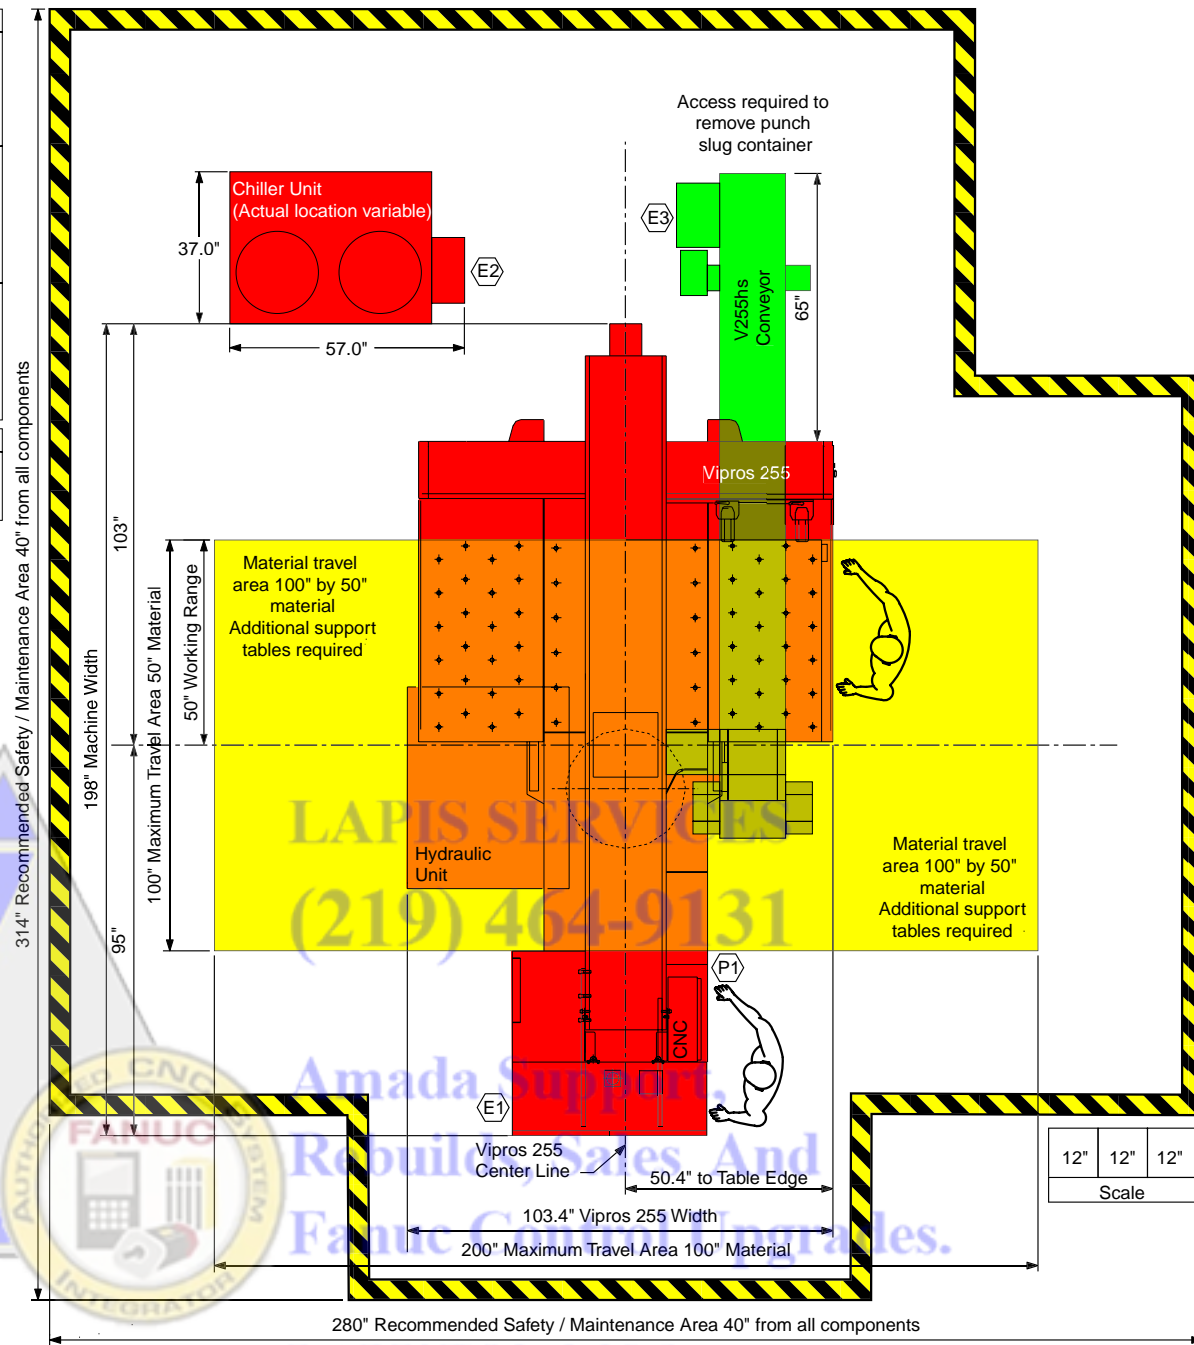 Access required to
remove punch
slug container
Chiller Unit
(Actual location variable)
37.0"
57.0"
E2
E3
V255hs
Conveyor
65"
Vipros 255
314" Recommended Safety / Maintenance Area 40" from all components
198" Machine Width
103"
95"
100" Maximum Travel Area 50" Material
50" Working Range
Material travel
area 100" by 50"
material
Additional support
tables required
Hydraulic
Unit
LAPIS SERVICES
(219) 464-9131
Material travel
area 100" by 50"
material
Additional support
tables required
P1
CNC
E1
Amada Support,
Rebuilds, Sales And
Fanuc Control Upgrades.
AUTHORIZED CNC SYSTEM
FANUC
INTEGRATOR
Vipros 255
Center Line
50.4" to Table Edge
103.4" Vipros 255 Width
200" Maximum Travel Area 100" Material
12" 12" 12"
Scale
280" Recommended Safety / Maintenance Area 40" from all components